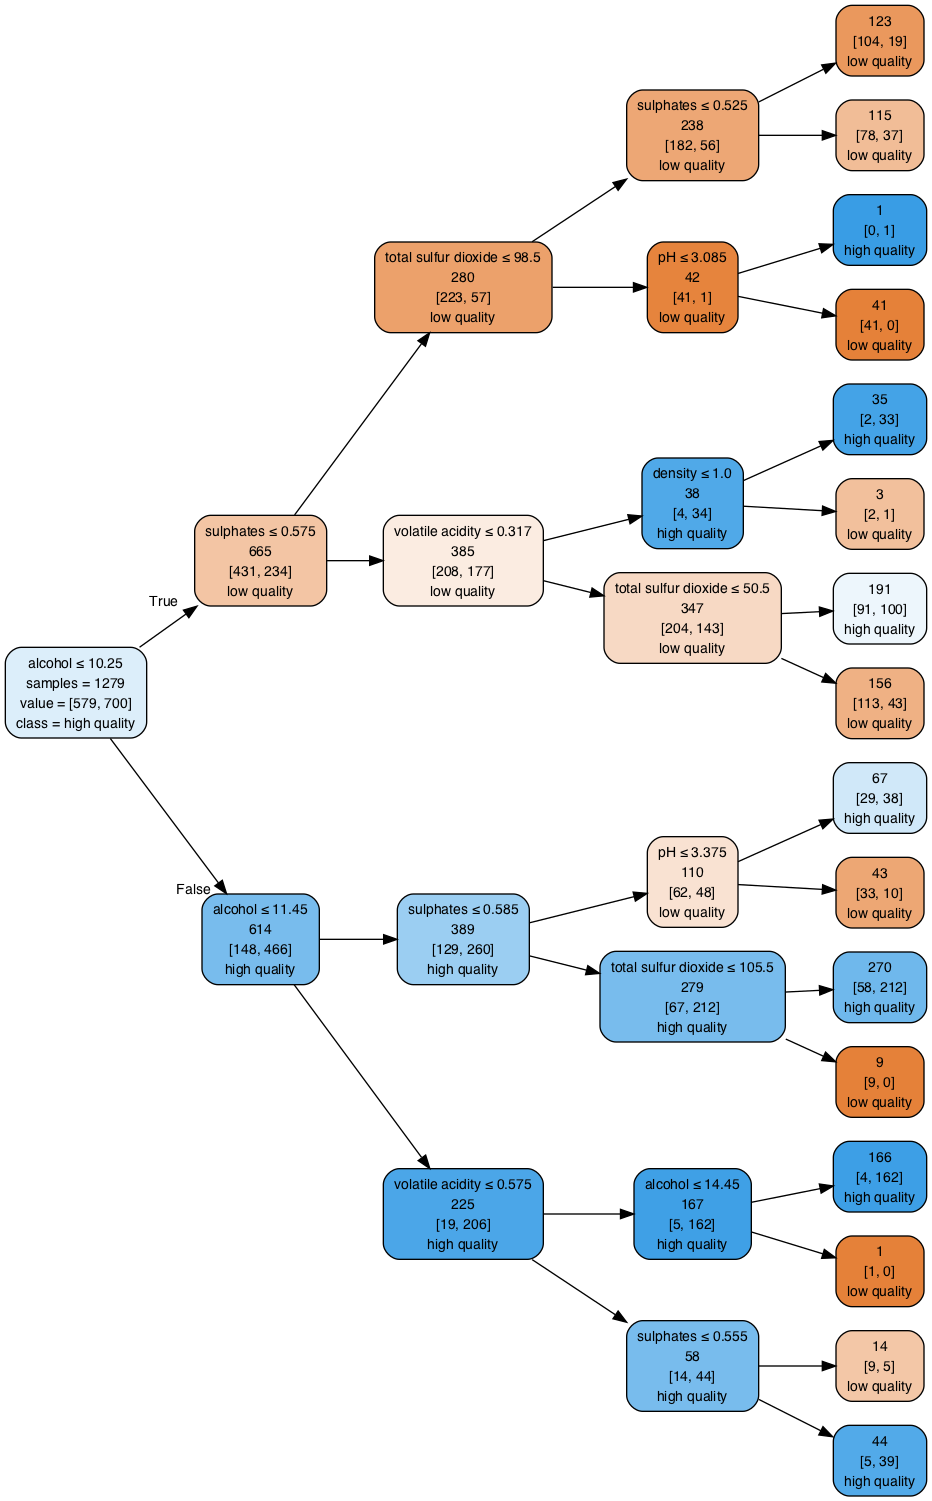 123
[104, 19]
low quality
sulphates ≤ 0.525
238
[182, 56]
low quality
115
[78, 37]
low quality
1
[0, 1]
high quality
total sulfur dioxide ≤ 98.5
280
[223, 57]
low quality
pH ≤ 3.085
42
[41, 1]
low quality
41
[41, 0]
low quality
35
[2, 33]
high quality
density ≤ 1.0
38
[4, 34]
high quality
3
[2, 1]
low quality
sulphates ≤ 0.575
665
[431, 234]
low quality
volatile acidity ≤ 0.317
385
[208, 177]
low quality
total sulfur dioxide ≤ 50.5
347
[204, 143]
low quality
191
[91, 100]
high quality
True
alcohol ≤ 10.25
samples = 1279
value = [579, 700]
class = high quality
156
[113, 43]
low quality
67
[29, 38]
high quality
pH ≤ 3.375
110
[62, 48]
low quality
43
[33, 10]
low quality
False
alcohol ≤ 11.45
614
[148, 466]
high quality
sulphates ≤ 0.585
389
[129, 260]
high quality
total sulfur dioxide ≤ 105.5
279
[67, 212]
high quality
270
[58, 212]
high quality
9
[9, 0]
low quality
166
[4, 162]
high quality
volatile acidity ≤ 0.575
225
[19, 206]
high quality
alcohol ≤ 14.45
167
[5, 162]
high quality
1
[1, 0]
low quality
sulphates ≤ 0.555
58
[14, 44]
high quality
14
[9, 5]
low quality
44
[5, 39]
high quality